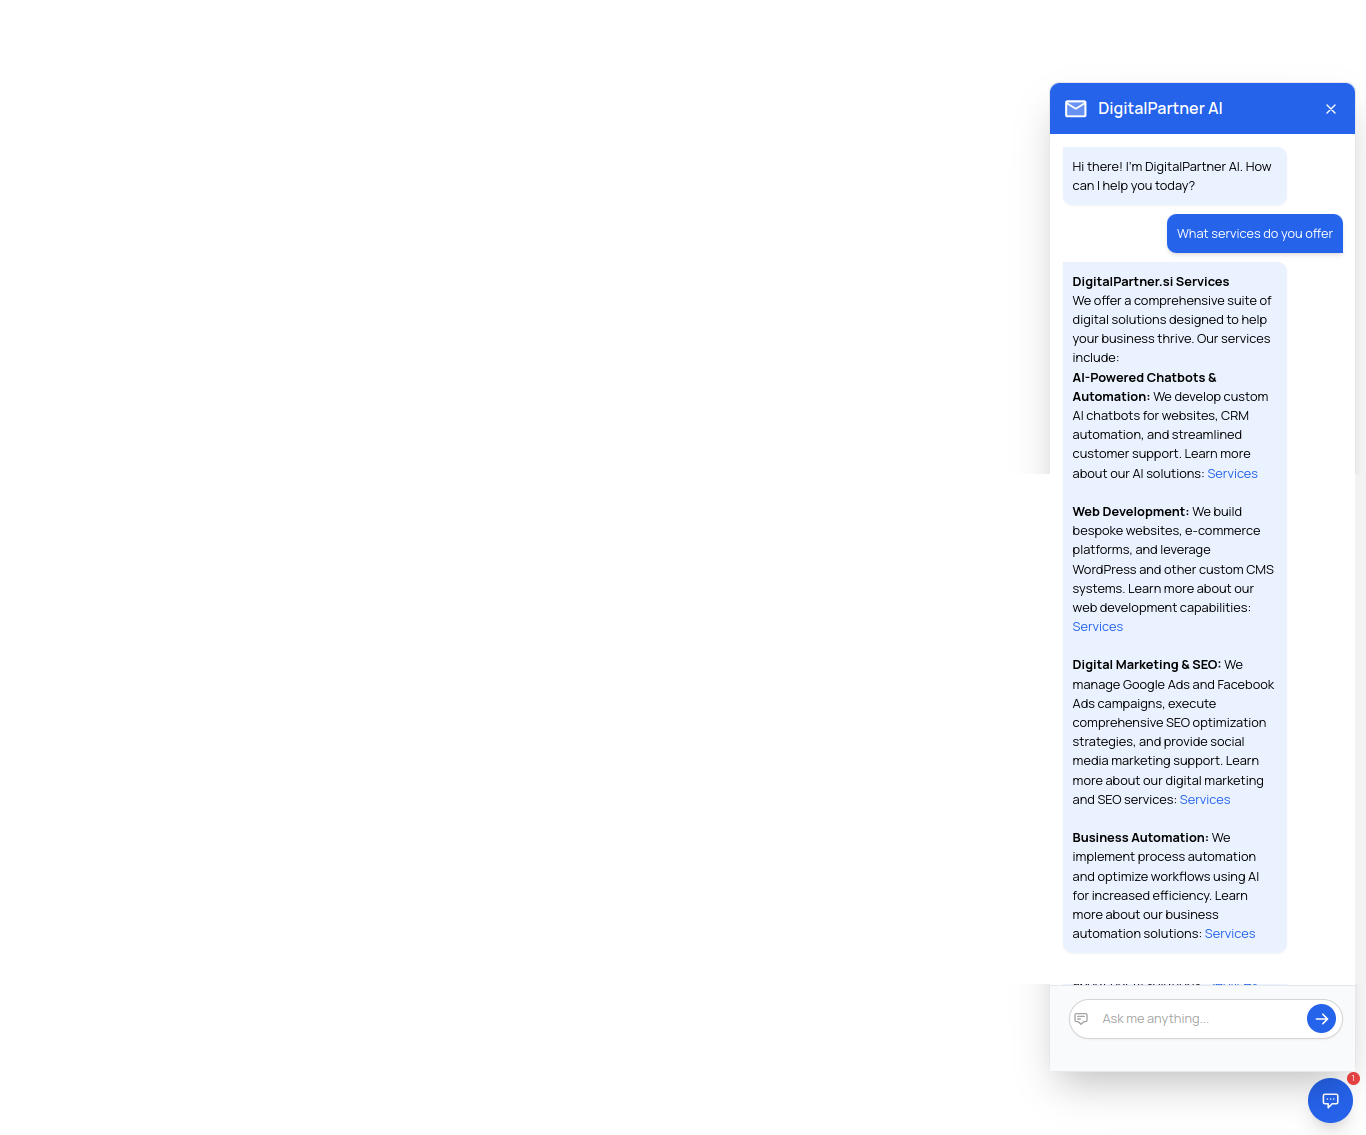 DigitalPartner AI
Hi there! I'm DigitalPartner AI. How
can I help you today?
What services do you offer
DigitalPartner.si Services
We offer a comprehensive suite of
digital solutions designed to help
your business thrive. Our services
include:
AI-Powered Chatbots &
Automation: We develop custom
AI chatbots for websites, CRM
automation, and streamlined
customer support. Learn more
about our AI solutions: Services
Web Development: We build
bespoke websites, e-commerce
platforms, and leverage
WordPress and other custom CMS
systems. Learn more about our
web development capabilities:
Services
Digital Marketing & SEO: We
manage Google Ads and Facebook
Ads campaigns, execute
comprehensive SEO optimization
strategies, and provide social
media marketing support. Learn
more about our digital marketing
and SEO services: Services
Business Automation: We
implement process automation
and optimize workflows using AI
for increased efficiency. Learn
more about our business
automation solutions: Services
Ask me anything...
1